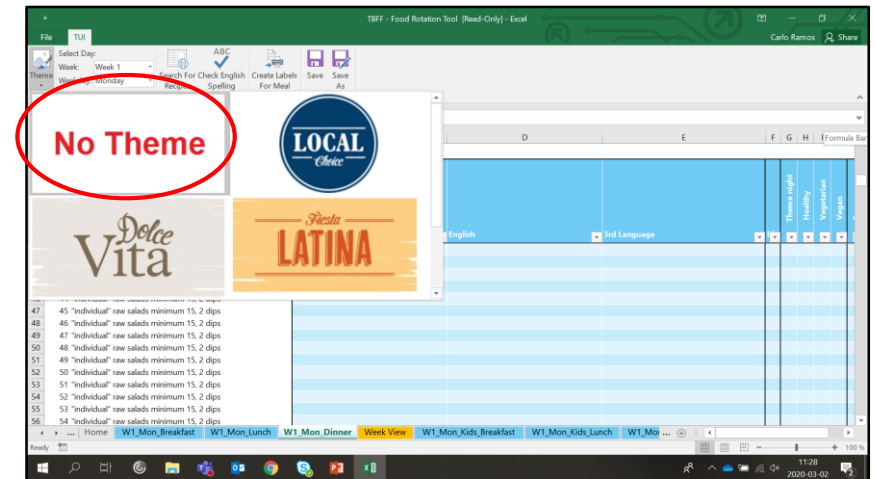 TBFF - Food Rotation Tool [Read-Only] - Excel
File TUI
Carlo Ramos Share
Select Day:
Week: Week 1
Monday
Theme
Search For
Recipes
ABC
Check English
Spelling
Create Labels
For Meal
Save
Save
As
No Theme
LOCAL
Choice
Dolce
Vita
Fiesta
LATINA
Formula Bar
D E F G H
English
3rd Language
Theme night
Healthy
Vegetarian
Vegan
47 45 "individual" raw salads minimum 15, 2 dips
48 46 "individual" raw salads minimum 15, 2 dips
49 47 "individual" raw salads minimum 15, 2 dips
50 48 "individual" raw salads minimum 15, 2 dips
51 49 "individual" raw salads minimum 15, 2 dips
52 50 "individual" raw salads minimum 15, 2 dips
53 51 "individual" raw salads minimum 15, 2 dips
54 52 "individual" raw salads minimum 15, 2 dips
55 53 "individual" raw salads minimum 15, 2 dips
56 54 "individual" raw salads minimum 15, 2 dips
... Home W1_Mon_Breakfast W1_Mon_Lunch W1_Mon_Dinner Week View W1_Mon_Kids_Breakfast W1_Mon_Kids_Lunch W1_Mo ...
Ready
100 %
11:28
2020-03-02